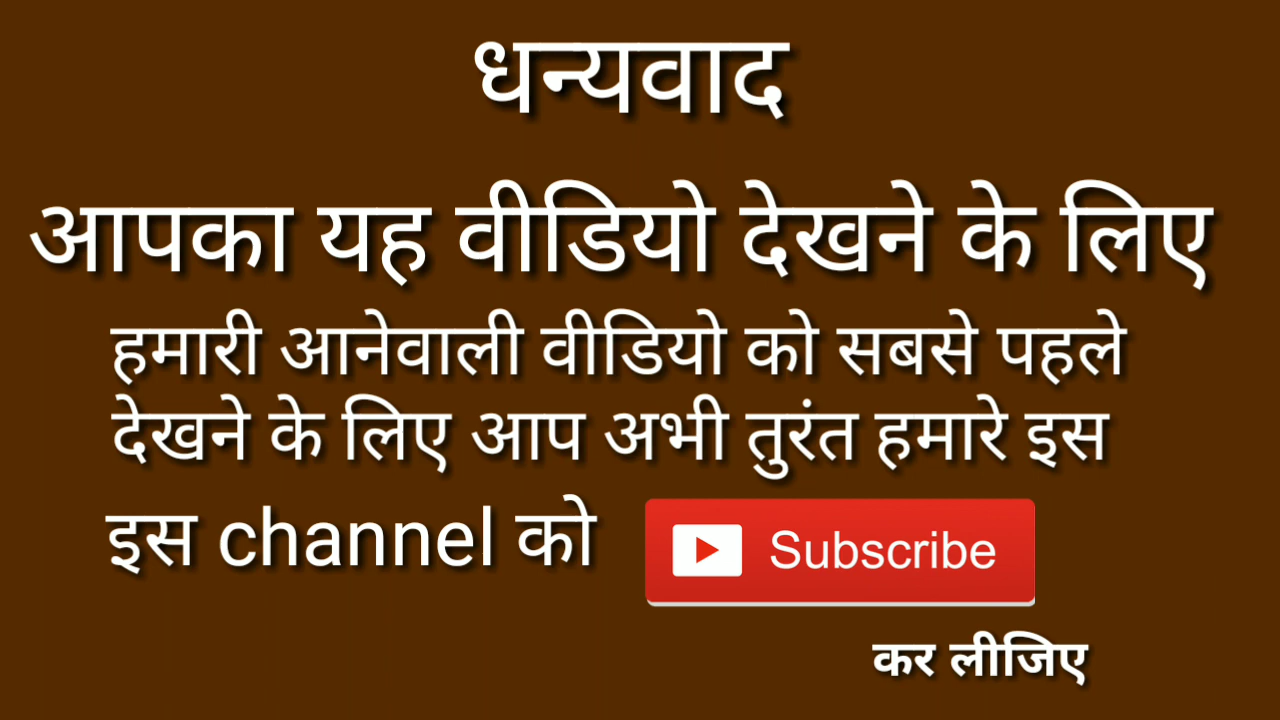 धन्यवाद
आपका यह वीडियो देखने के लिए
हमारी आनेवाली वीडियो को सबसे पहले
देखने के लिए आप अभी तुरंत हमारे इस
इस channel को Subscribe
कर लीजिए